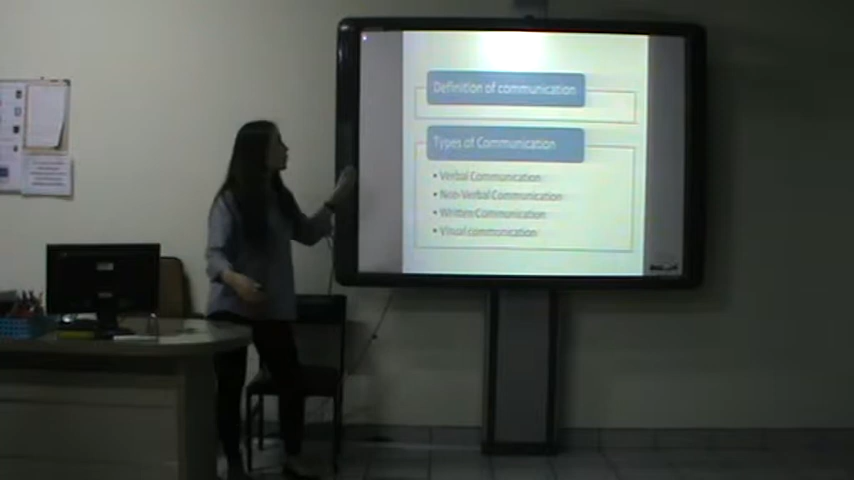 Definition of communication
Types of Communication
• Verbal Communication
• Non-Verbal Communication
• Written Communication
• Visual communication